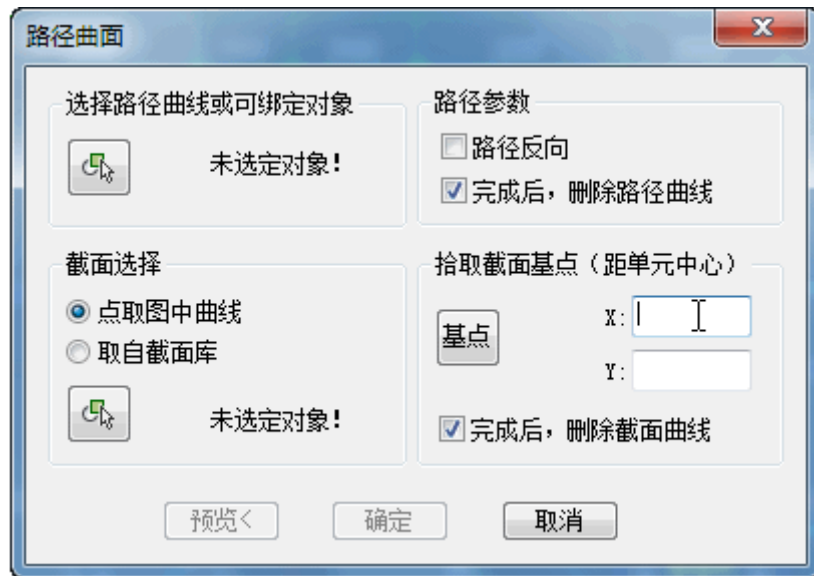 路径曲面
选择路径曲线或可绑定对象
未选定对象!
路径参数
路径反向
完成后，删除路径曲线
截面选择
点取图中曲线
取自截面库
未选定对象!
拾取截面基点（距单元中心）
基点
X:
Y:
完成后，删除截面曲线
预览<
确定
取消